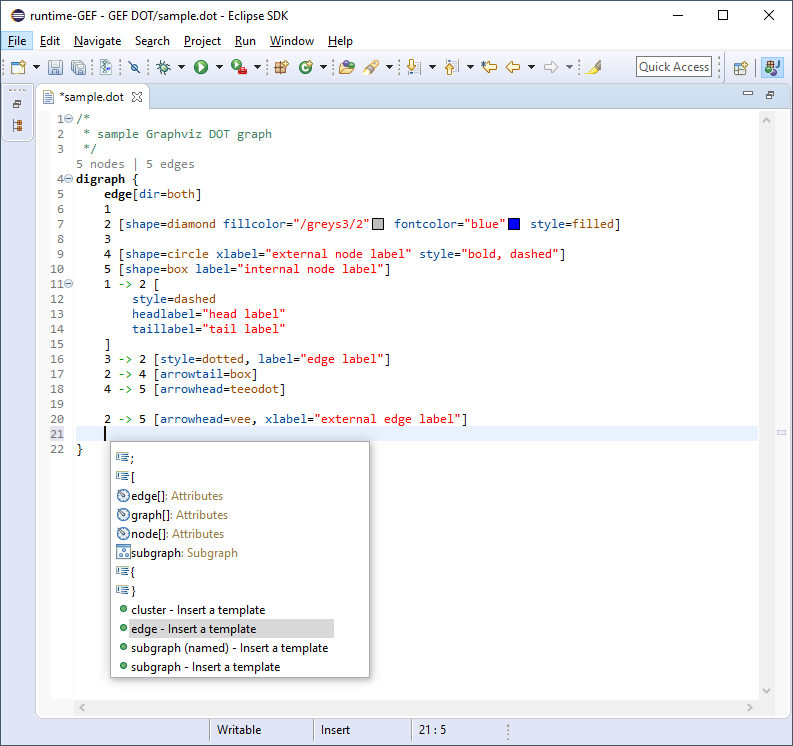 runtime-GEF - GEF DOT/sample.dot - Eclipse SDK
File Edit Navigate Search Project Run Window Help
Quick Access
*sample.dot
1 /*
2  * sample Graphviz DOT graph
3  */
5 nodes | 5 edges
4 digraph {
5     edge[dir=both]
6     1
7     2 [shape=diamond fillcolor="/greys3/2" fontcolor="blue" style=filled]
8     3
9     4 [shape=circle xlabel="external node label" style="bold, dashed"]
10     5 [shape=box label="internal node label"]
11     1 -> 2 [
12         style=dashed
13         headlabel="head label"
14         taillabel="tail label"
15     ]
16     3 -> 2 [style=dotted, label="edge label"]
17     2 -> 4 [arrowtail=box]
18     4 -> 5 [arrowhead=teeodot]
19
20     2 -> 5 [arrowhead=vee, xlabel="external edge label"]
21
22 }
;
[
edge[]: Attributes
graph[]: Attributes
node[]: Attributes
subgraph: Subgraph
{
}
cluster - Insert a template
edge - Insert a template
subgraph (named) - Insert a template
subgraph - Insert a template
Writable Insert 21 : 5